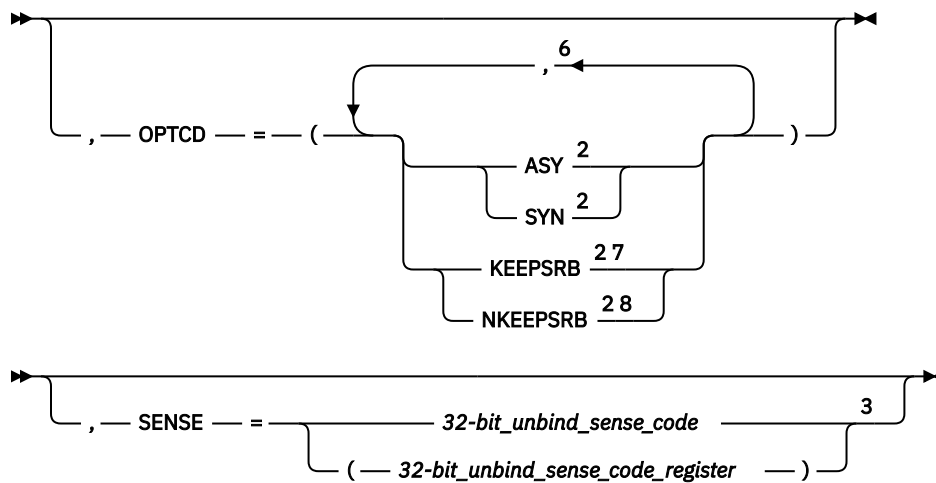 , 6
, OPTCD = ( )
ASY 2
SYN 2
KEEPSRB 2 7
NKEEPSRB 2 8
, SENSE = 32-bit_unbind_sense_code 3
( 32-bit_unbind_sense_code_register )